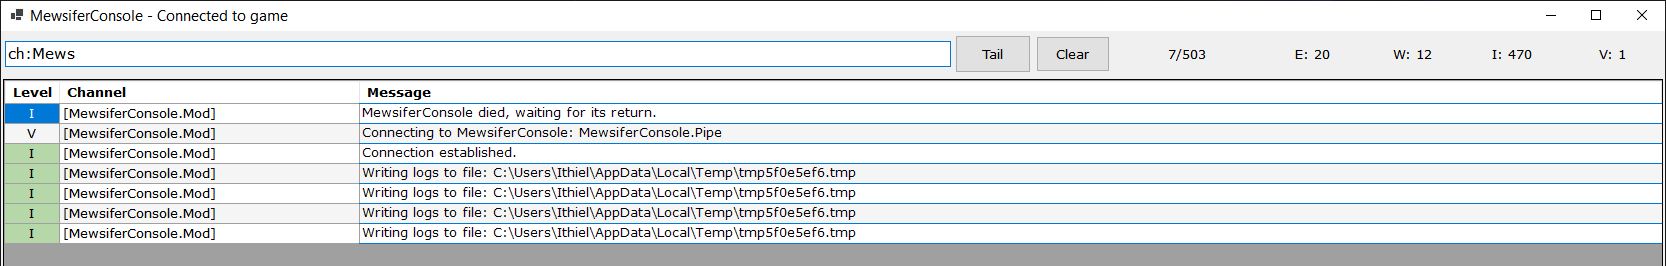 MewsiferConsole - Connected to game
ch:Mews Tail Clear 7/503 E: 20 W: 12 I: 470 V: 1
Level Channel Message
I [MewsiferConsole.Mod] MewsiferConsole died, waiting for its return.
V [MewsiferConsole.Mod] Connecting to MewsiferConsole: MewsiferConsole.Pipe
I [MewsiferConsole.Mod] Connection established.
I [MewsiferConsole.Mod] Writing logs to file: C:\Users\Ithiel\AppData\Local\Temp\tmp5f0e5ef6.tmp
I [MewsiferConsole.Mod] Writing logs to file: C:\Users\Ithiel\AppData\Local\Temp\tmp5f0e5ef6.tmp
I [MewsiferConsole.Mod] Writing logs to file: C:\Users\Ithiel\AppData\Local\Temp\tmp5f0e5ef6.tmp
I [MewsiferConsole.Mod] Writing logs to file: C:\Users\Ithiel\AppData\Local\Temp\tmp5f0e5ef6.tmp